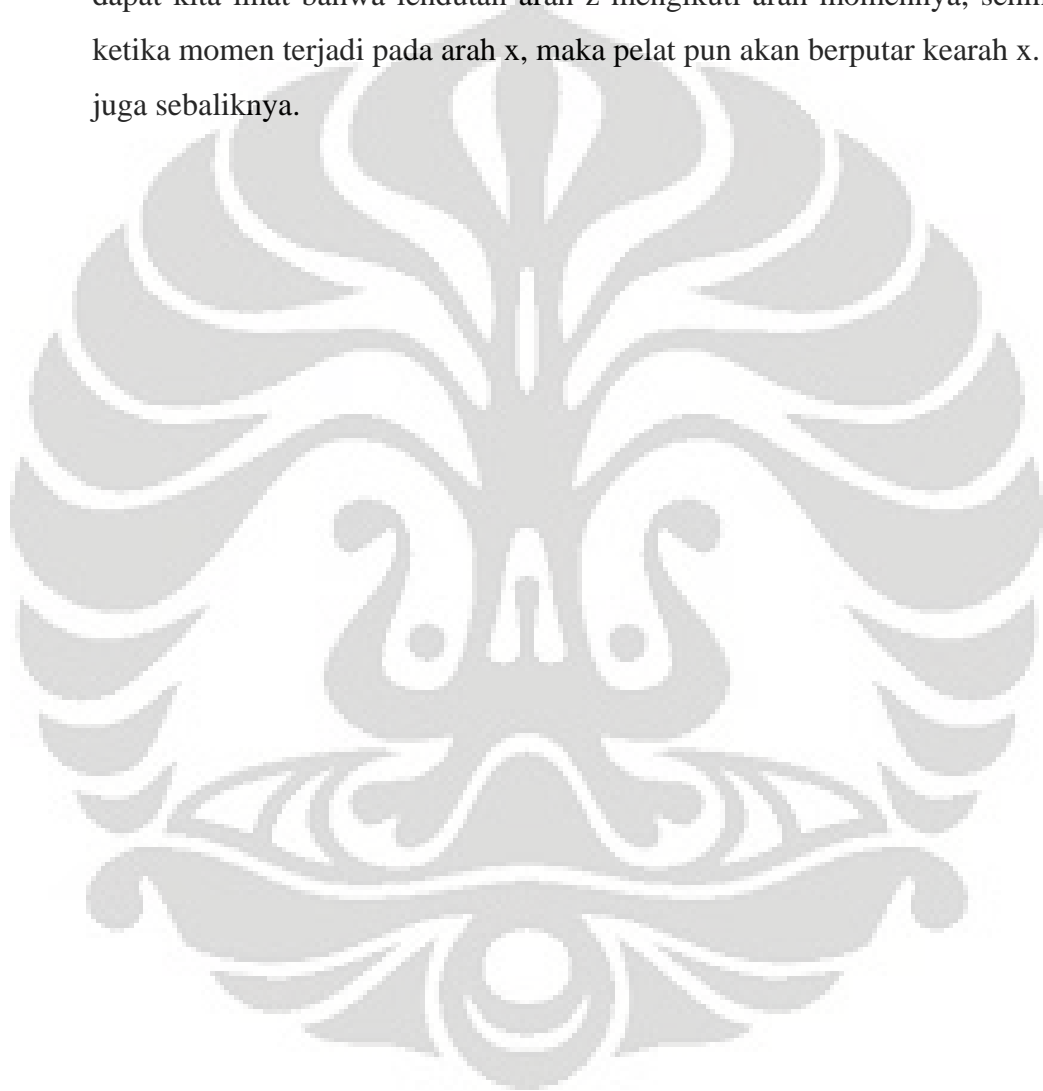 dapat kita lihat bahwa lendutan arah z mengikuti arah momennya,
ketika momen terjadi pada arah x, maka pelat pun akan berputar kearah x.
juga sebaliknya.